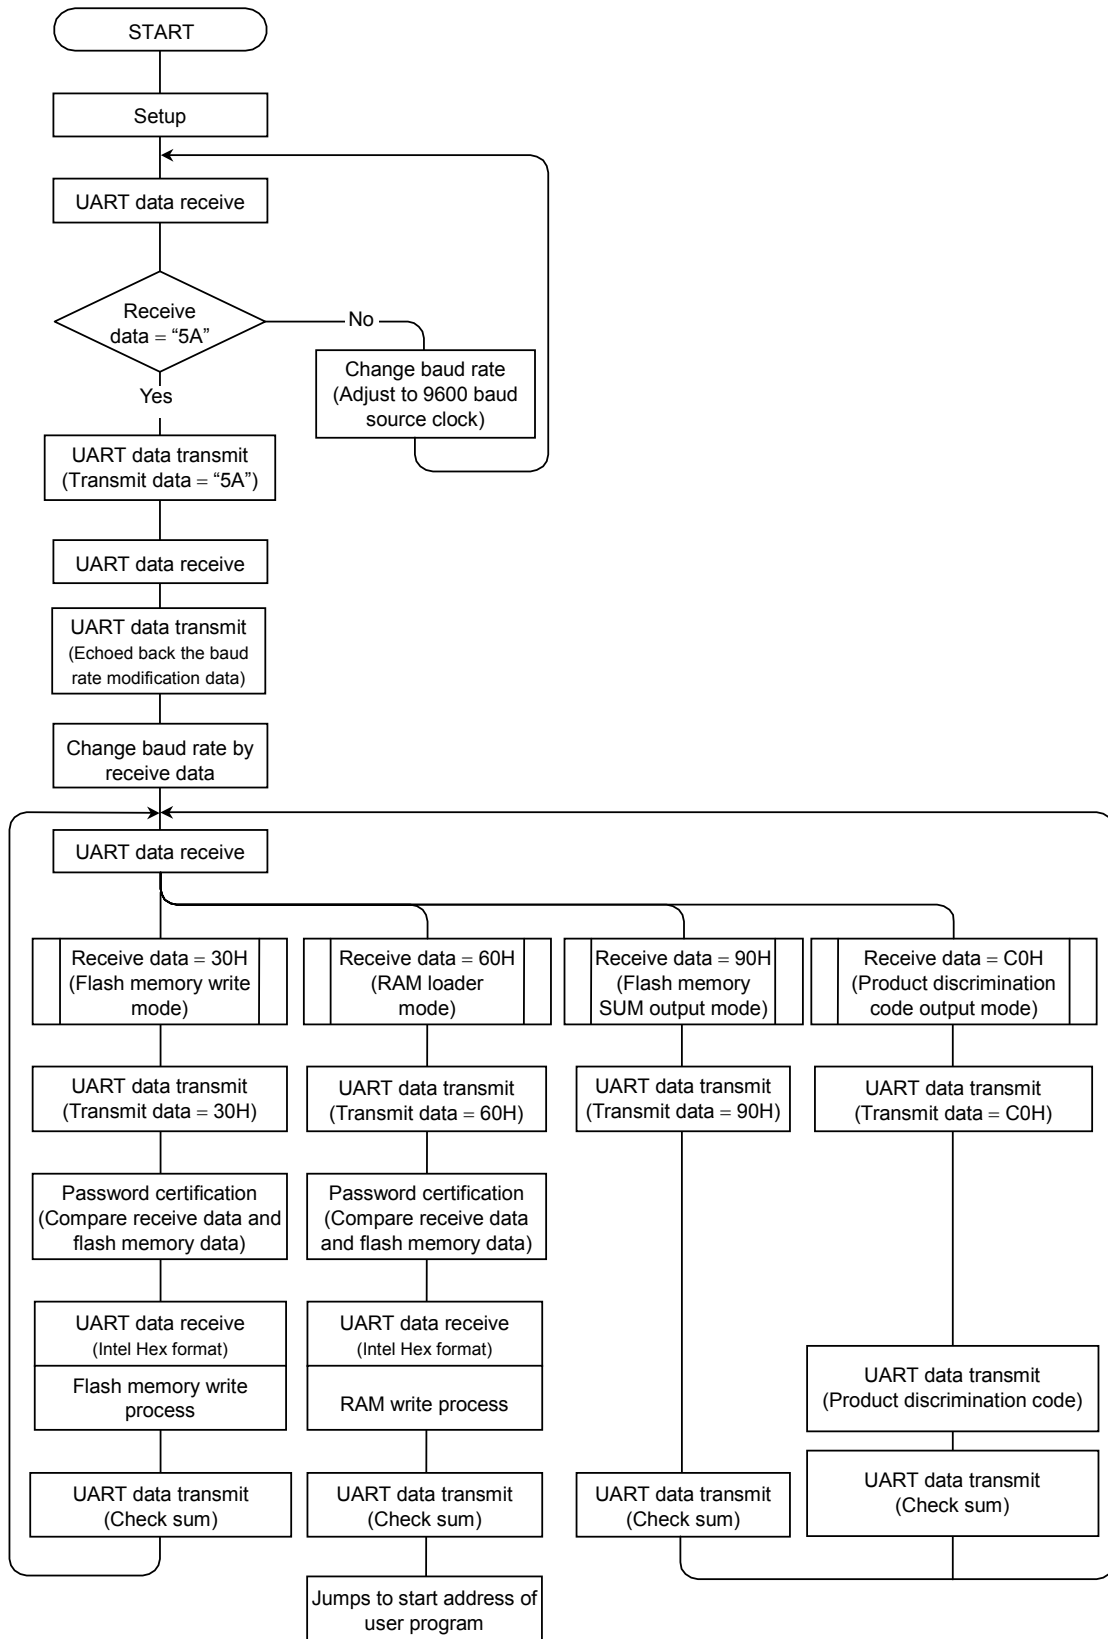 START
Setup
UART data receive
Receive
data = “5A”
No
Change baud rate
(Adjust to 9600 baud
source clock)
Yes
UART data transmit
(Transmit data = “5A”)
UART data receive
UART data transmit
(Echoed back the baud
rate modification data)
Change baud rate by
receive data
UART data receive
Receive data = 30H
(Flash memory write
mode)
Receive data = 60H
(RAM loader
mode)
Receive data = 90H
(Flash memory
SUM output mode)
Receive data = C0H
(Product discrimination
code output mode)
UART data transmit
(Transmit data = 30H)
UART data transmit
(Transmit data = 60H)
UART data transmit
(Transmit data = 90H)
UART data transmit
(Transmit data = C0H)
Password certification
(Compare receive data and
flash memory data)
Password certification
(Compare receive data
and flash memory data)
UART data receive
(Intel Hex format)
Flash memory write
process
UART data receive
(Intel Hex format)
RAM write process
UART data transmit
(Product discrimination code)
UART data transmit
(Check sum)
UART data transmit
(Check sum)
UART data transmit
(Check sum)
UART data transmit
(Check sum)
Jumps to start address of
user program